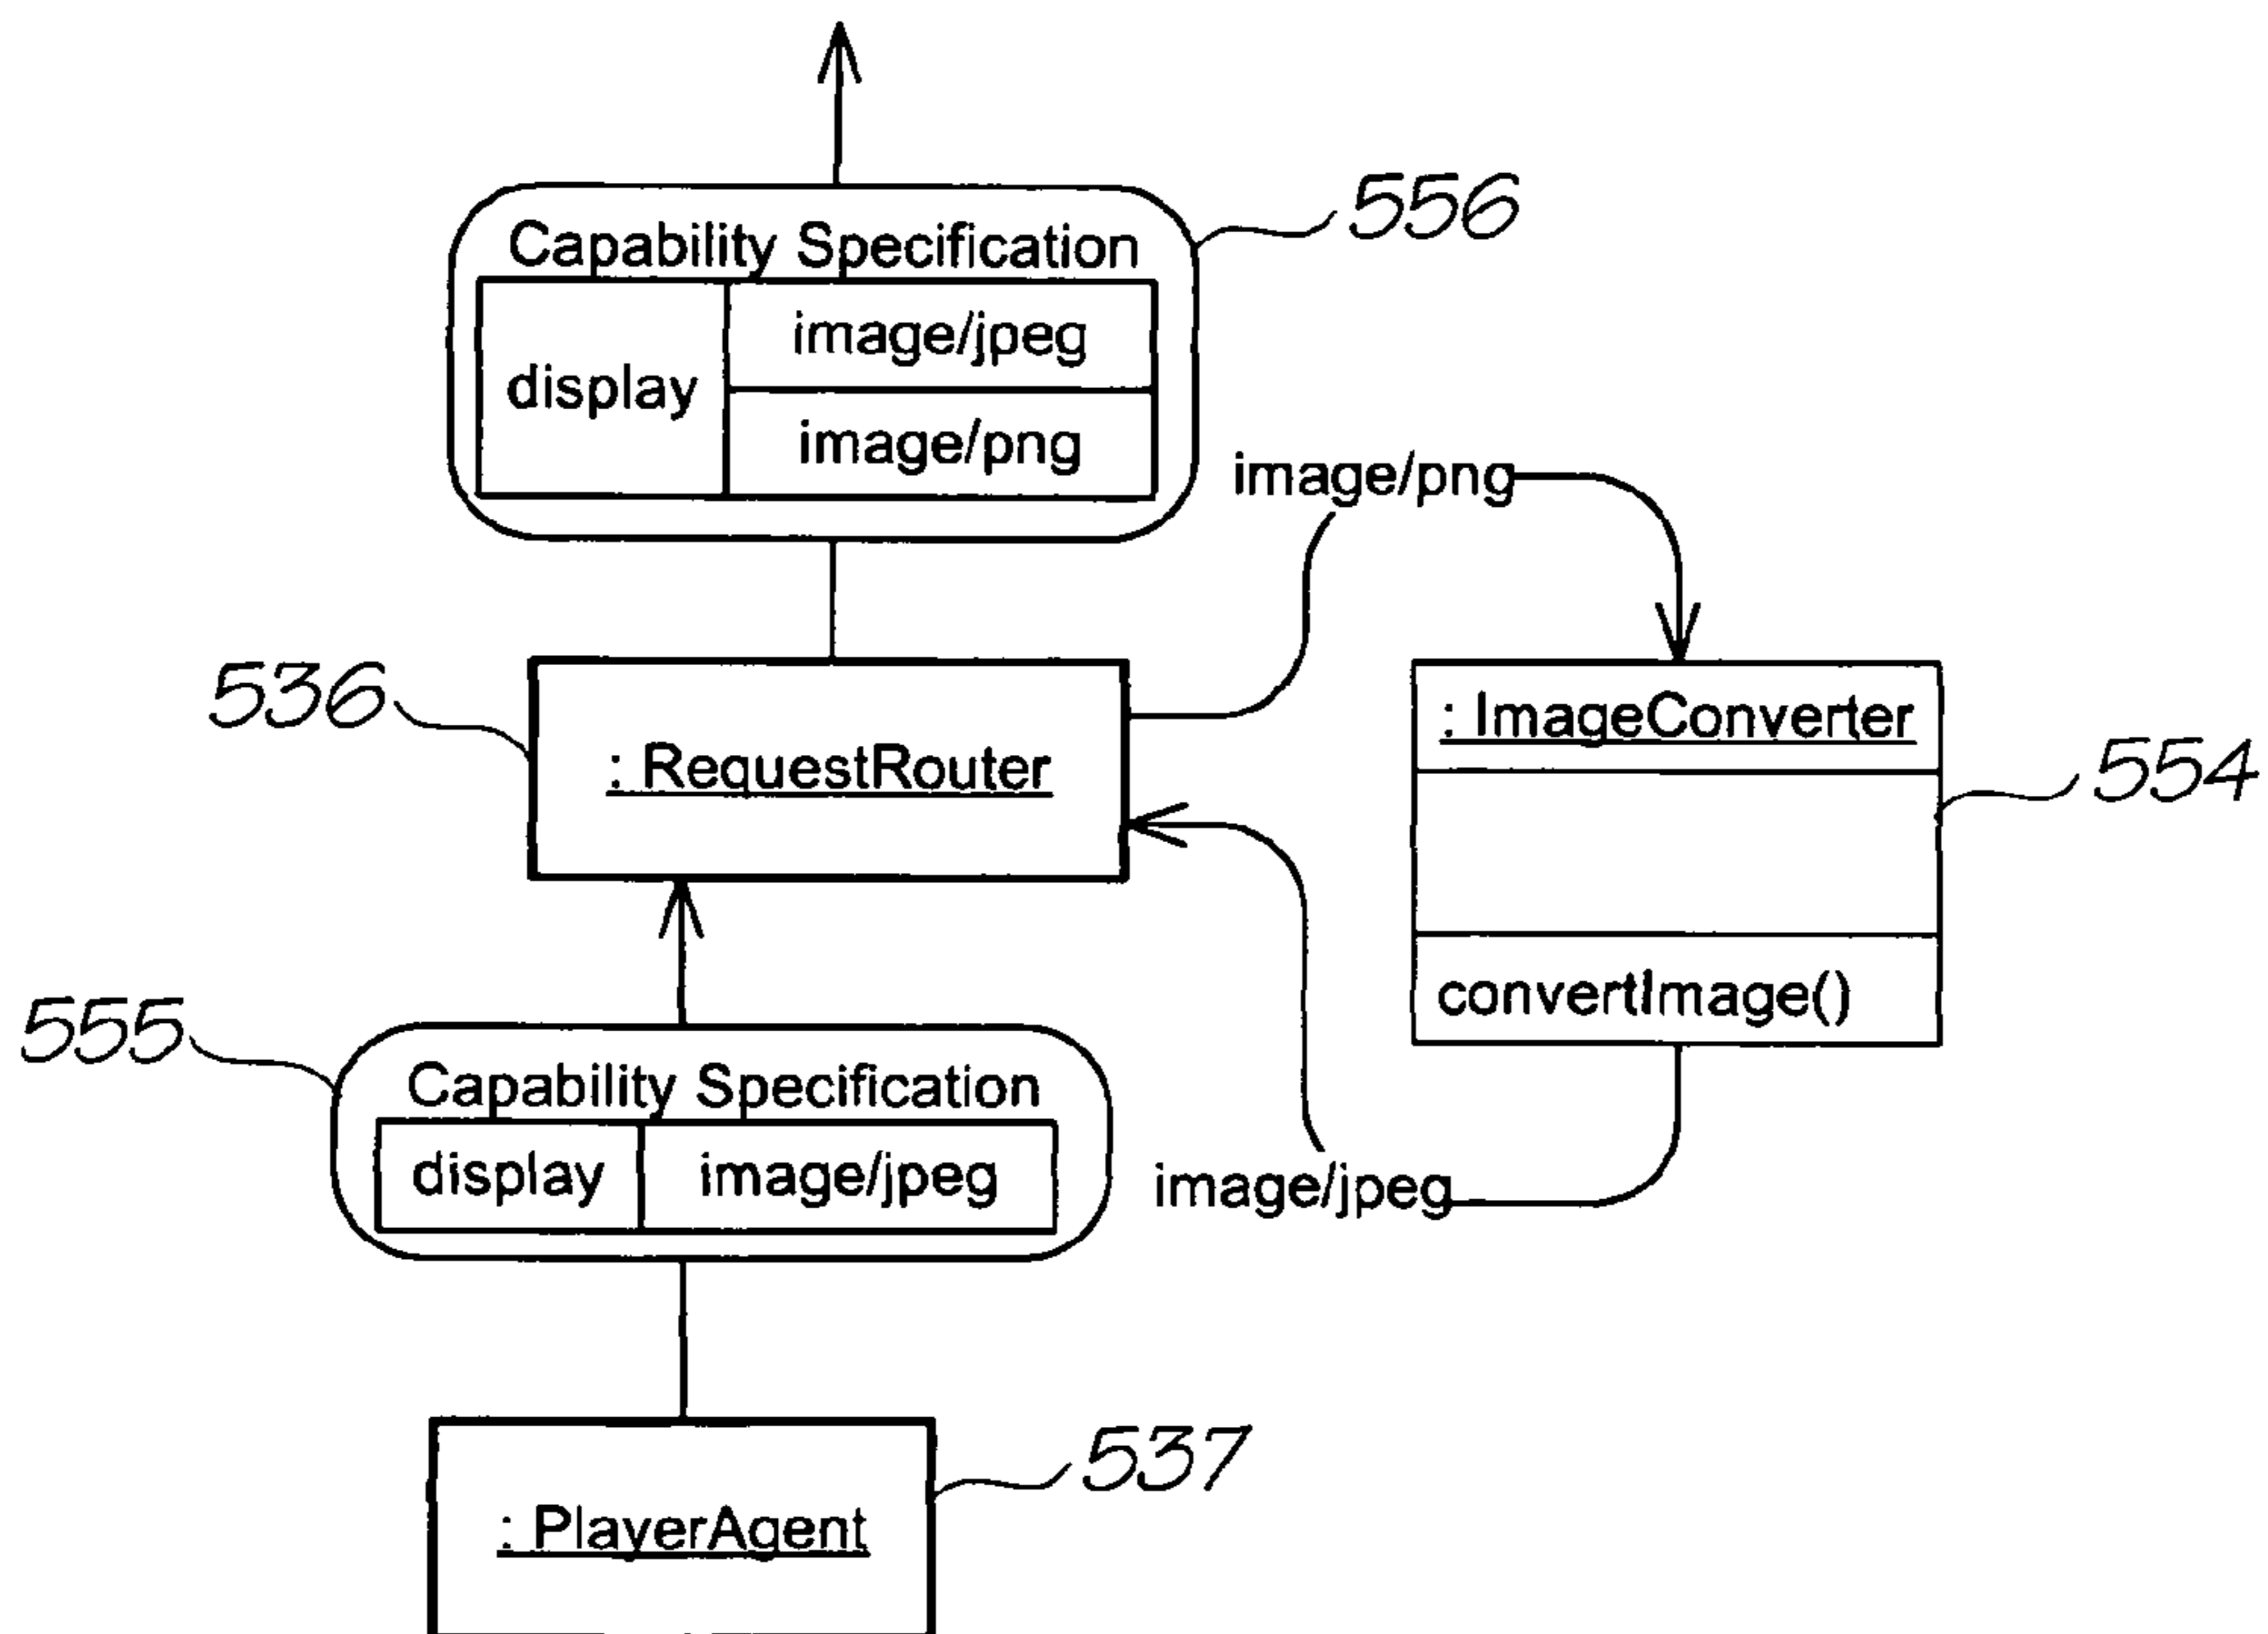 556
Capability Specification
display
image/jpeg
image/png
image/png
536
: RequestRouter
: ImageConverter
554
convertImage()
555
Capability Specification
display
image/jpeg
image/jpeg
537
: PlayerAgent